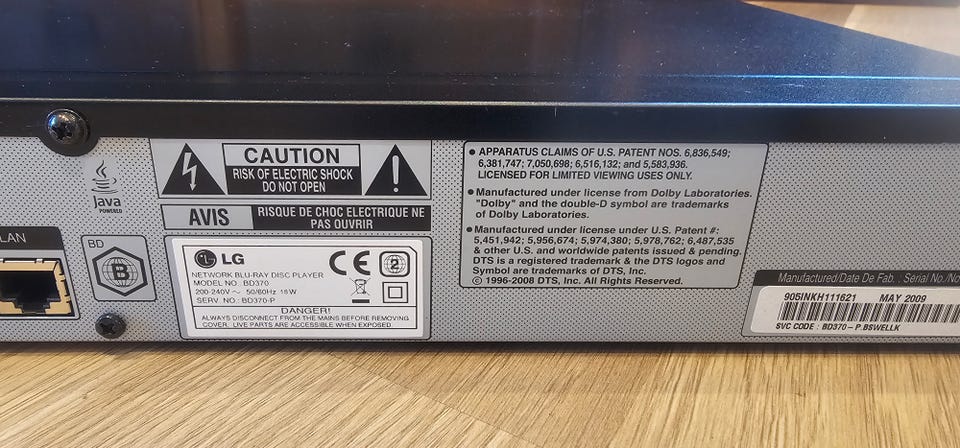 Java
POWERED
LAN
BD
B
CAUTION
RISK OF ELECTRIC SHOCK
DO NOT OPEN
AVIS
RISQUE DE CHOC ELECTRIQUE NE
PAS OUVRIR
LG
NETWORK BLU-RAY DISC PLAYER
MODEL NO. : BD370
200-240V ~ 50/60Hz 18W
SERV. NO.: BD370-P
CE
2
DANGER!
ALWAYS DISCONNECT FROM THE MAINS BEFORE REMOVING
COVER. LIVE PARTS ARE ACCESSIBLE WHEN EXPOSED.
• APPARATUS CLAIMS OF U.S. PATENT NOS. 6,836,549;
6,381,747; 7,050,698; 6,516,132; and 5,583,936.
LICENSED FOR LIMITED VIEWING USES ONLY.
• Manufactured under license from Dolby Laboratories.
"Dolby" and the double-D symbol are trademarks
of Dolby Laboratories.
• Manufactured under license under U.S. Patent #:
5,451,942; 5,956,674; 5,974,380; 5,978,762; 6,487,535
& other U.S. and worldwide patents issued & pending.
DTS is a registered trademark & the DTS logos and
Symbol are trademarks of DTS, Inc.
© 1996-2008 DTS, Inc. All Rights Reserved.
Manufactured/Date De Fab. : Serial No./No
905INKH111621 MAY 2009
SVC CODE : BD370-P.BSWELLK